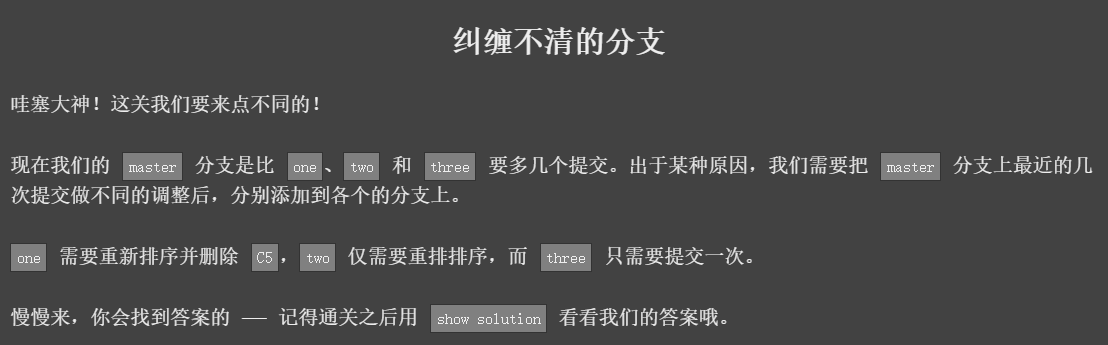 纠缠不清的分支
哇塞大神！这关我们要来点不同的！
现在我们的 master 分支是比 one、two 和 three 要多几个提交。出于某种原因，我们需要把 master 分支上最近的几
次提交做不同的调整后，分别添加到各个的分支上。
one 需要重新排序并删除 C5，two 仅需要重排排序，而 three 只需要提交一次。
慢慢来，你会找到答案的 —— 记得通关之后用 show solution 看看我们的答案哦。